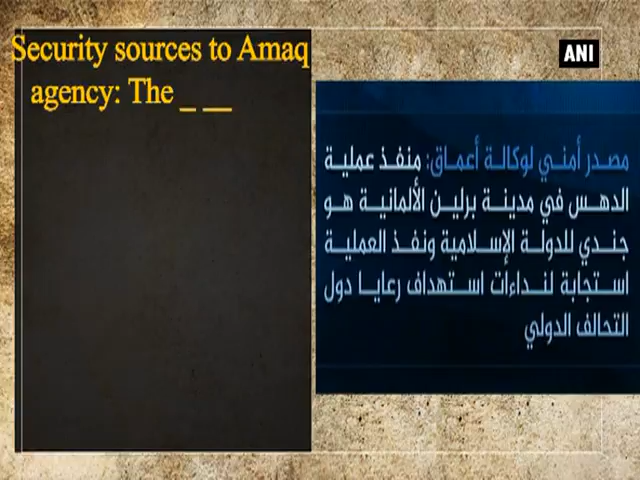 Security sources to Amaq
agency: The _ __
ANI
مصدر أمني لوكالة أعماق: منفذ عملية
الدهس في مدينة برلين الألمانية هو
جندي للدولة الإسلامية ونفذ العملية
استجابة لنداءات استهداف رعايا دول
التحالف الدولي